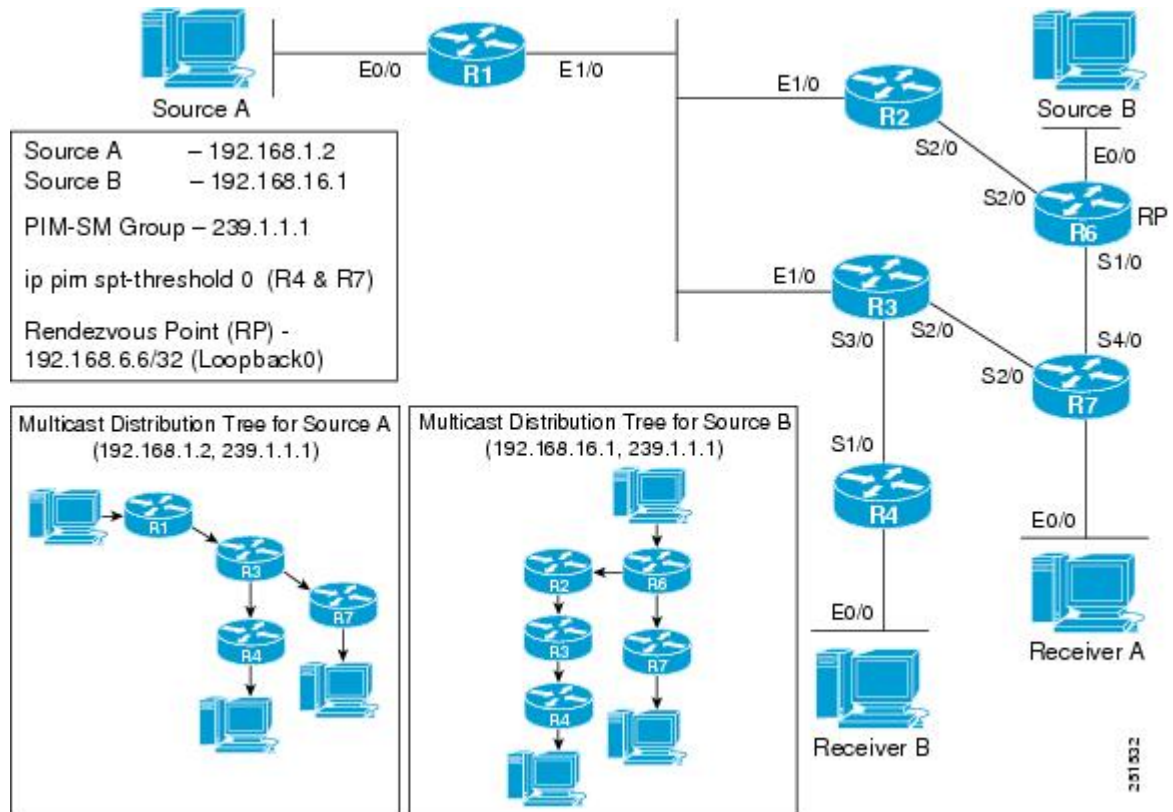 Source A
E0/0
R1
E1/0
E1/0
R2
S2/0
Source B
E0/0
S2/0
R6
RP
S1/0
Source A – 192.168.1.2
Source B – 192.168.16.1
PIM-SM Group – 239.1.1.1
ip pim spt-threshold 0 (R4 & R7)
Rendezvous Point (RP) -
192.168.6.6/32 (Loopback0)
E1/0
R3
S3/0
S2/0
S4/0
S2/0
R7
S1/0
R4
E0/0
E0/0
Receiver A
Receiver B
Multicast Distribution Tree for Source A
(192.168.1.2, 239.1.1.1)
R1
R3
R7
R4
Multicast Distribution Tree for Source B
(192.168.16.1, 239.1.1.1)
R2
R6
R3
R7
R4
251532